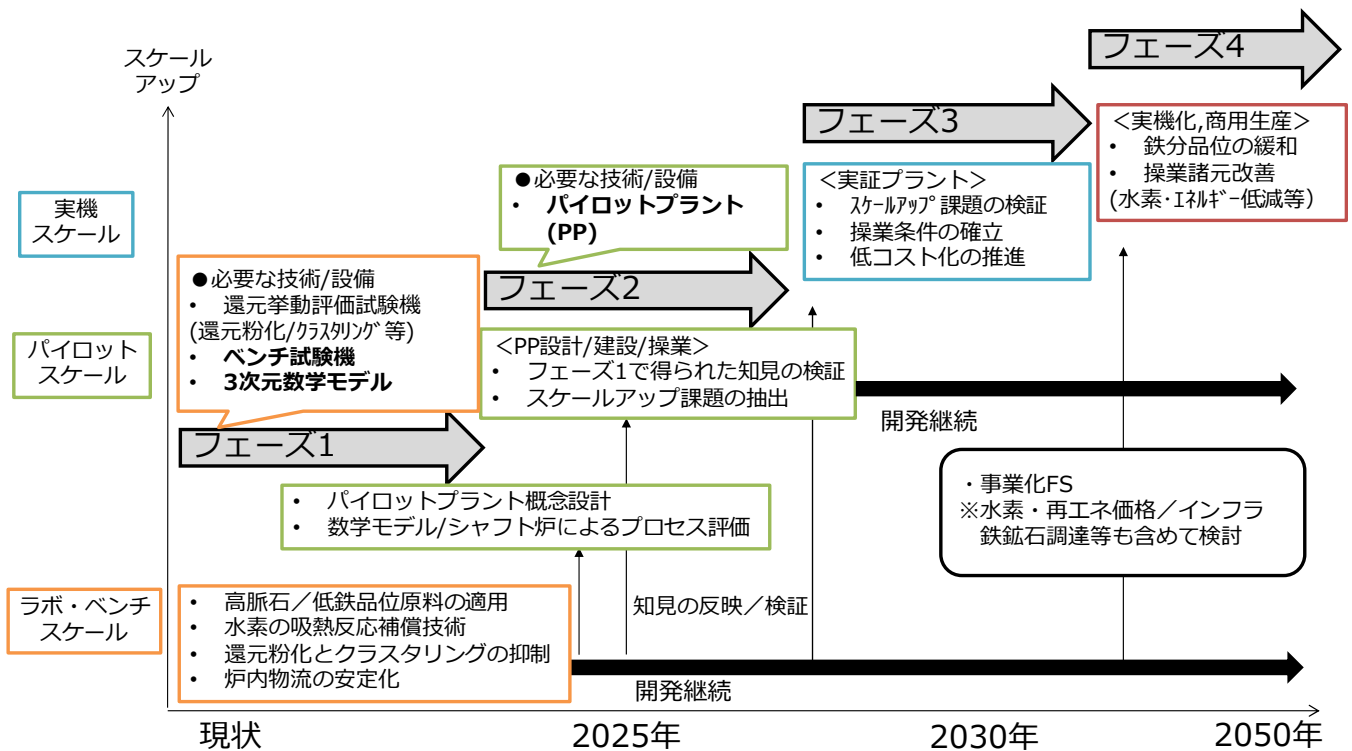 スケール
アップ
フェーズ4
フェーズ3
<実機化,商用生産>
• 鉄分品位の緩和
• 操業諸元改善
(水素・ｴﾈﾙｷﾞｰ低減等)
●必要な技術/設備
• パイロットプラント
(PP)
<実証プラント>
• ｽｹｰﾙｱｯﾌﾟ課題の検証
• 操業条件の確立
• 低コスト化の推進
実機
スケール
●必要な技術/設備
• 還元挙動評価試験機
(還元粉化/ｸﾗｽﾀﾘﾝｸﾞ等)
• ベンチ試験機
• 3次元数学モデル
フェーズ2
パイロット
スケール
<PP設計/建設/操業>
• フェーズ1で得られた知見の検証
• スケールアップ課題の抽出
開発継続
フェーズ1
• パイロットプラント概念設計
• 数学モデル/シャフト炉によるプロセス評価
・事業化FS
※水素・再エネ価格／インフラ
鉄鉱石調達等も含めて検討
ラボ・ベンチ
スケール
• 高脈石／低鉄品位原料の適用
• 水素の吸熱反応補償技術
• 還元粉化とクラスタリングの抑制
• 炉内物流の安定化
知見の反映／検証
開発継続
現状
2025年
2030年
2050年